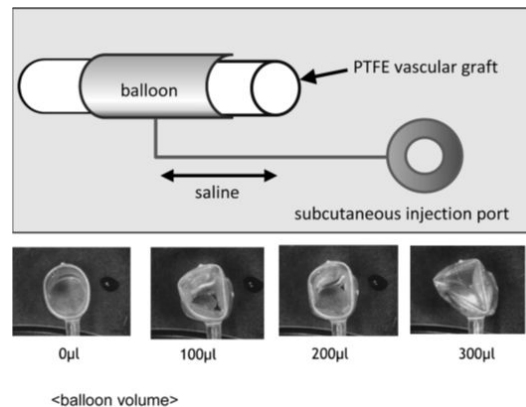 PTFE vascular graft
balloon
saline
subcutaneous injection port
0µl
100µl
200µl
300µl
<balloon volume>